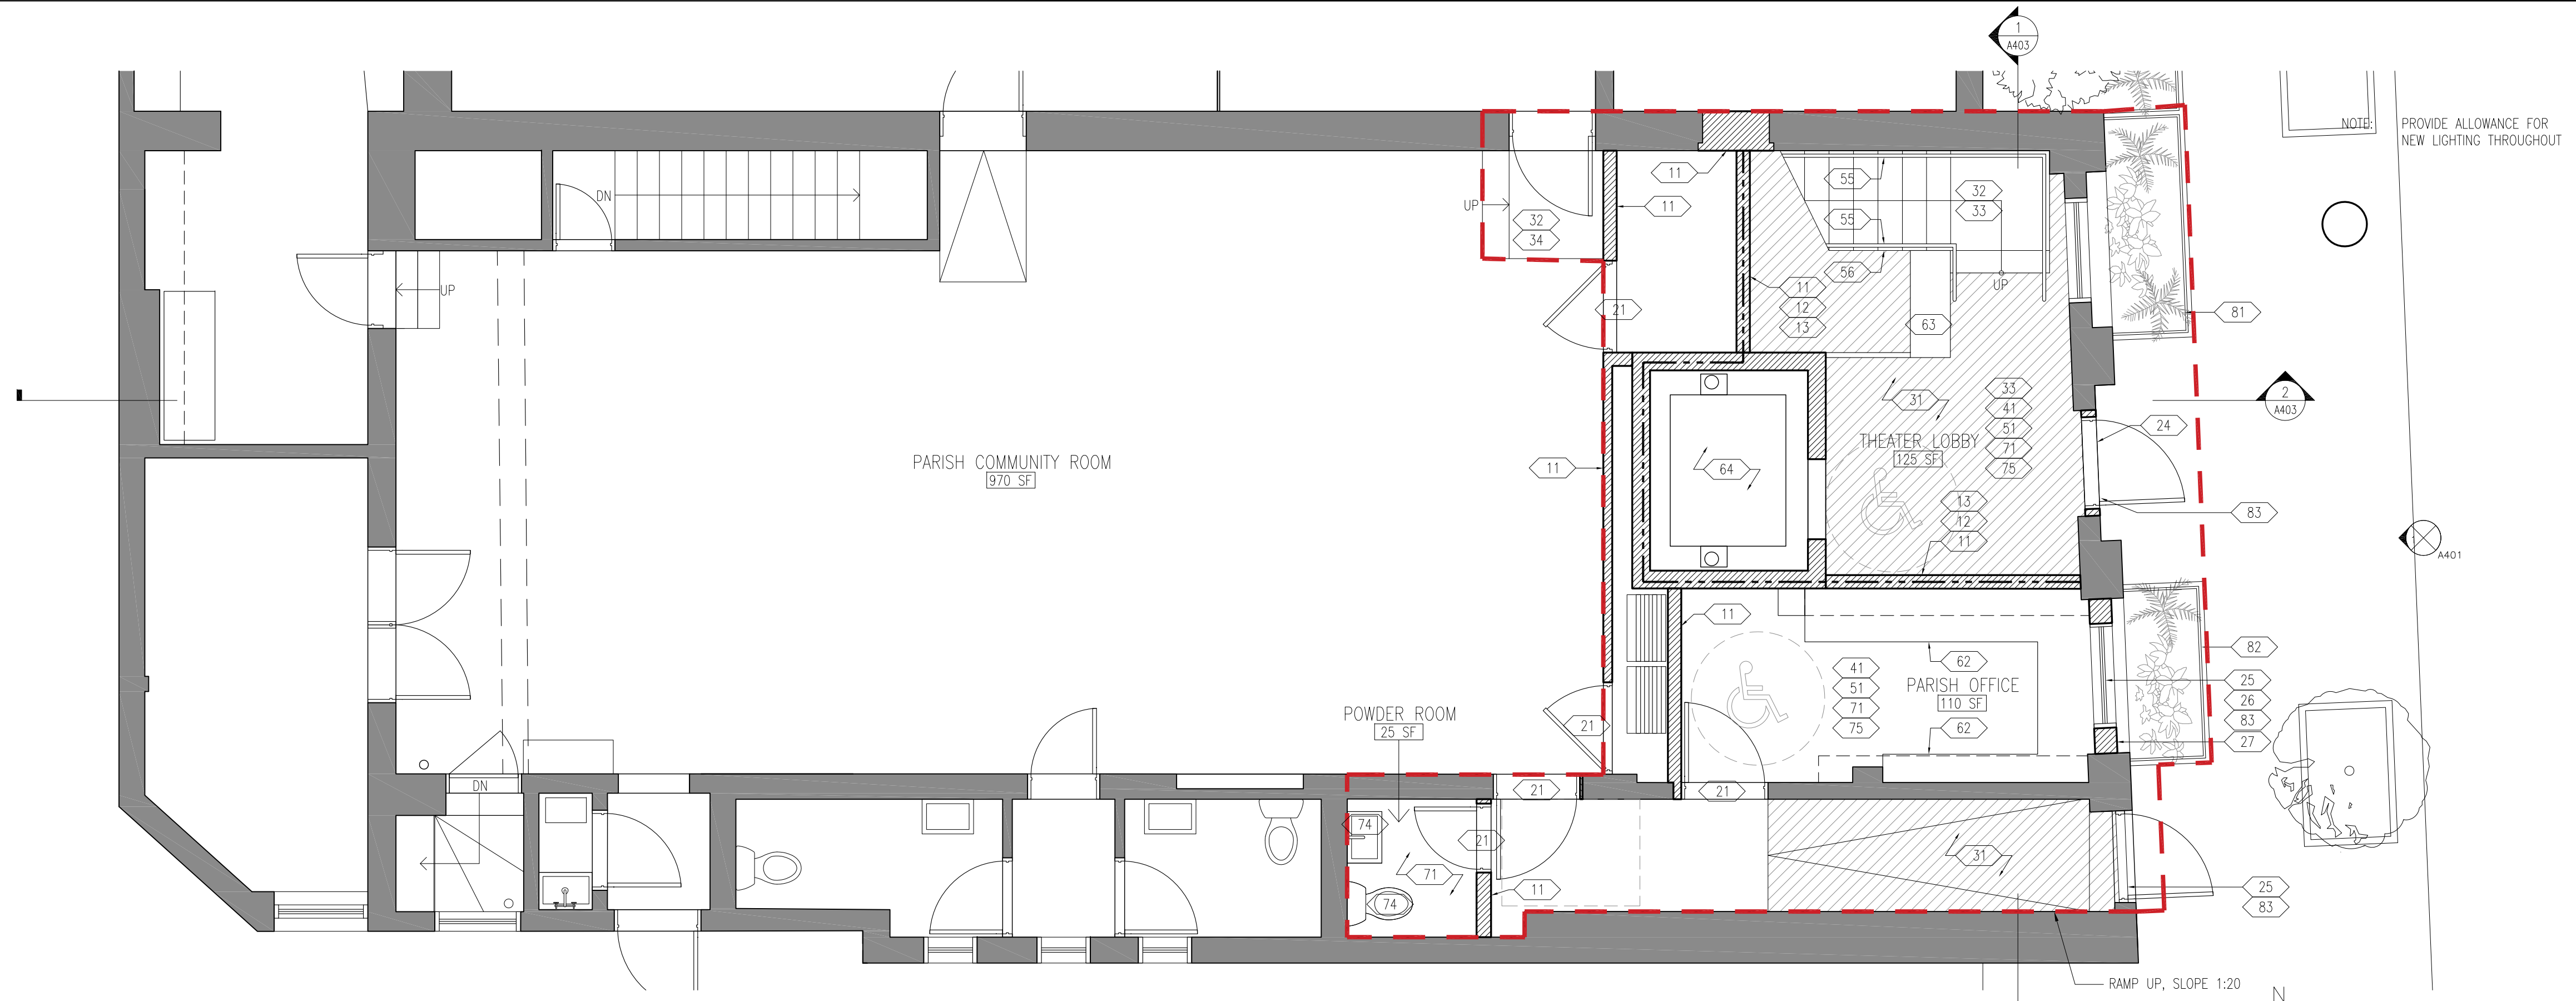 1
A403
NOTE: PROVIDE ALLOWANCE FOR
NEW LIGHTING THROUGHOUT
11
55
32
33
DN
UP
11
32
34
55
56
UP
11
12
13
21
63
81
UP
2
A403
31
33
41
51
71
75
24
THEATER LOBBY
125 SF
PARISH COMMUNITY ROOM
970 SF
11
64
13
12
11
83
A401
11
62
41
51
71
75
PARISH OFFICE
110 SF
62
82
25
26
83
27
POWDER ROOM
25 SF
21
DN
21
21
74
21
31
71
11
74
25
83
RAMP UP, SLOPE 1:20
N